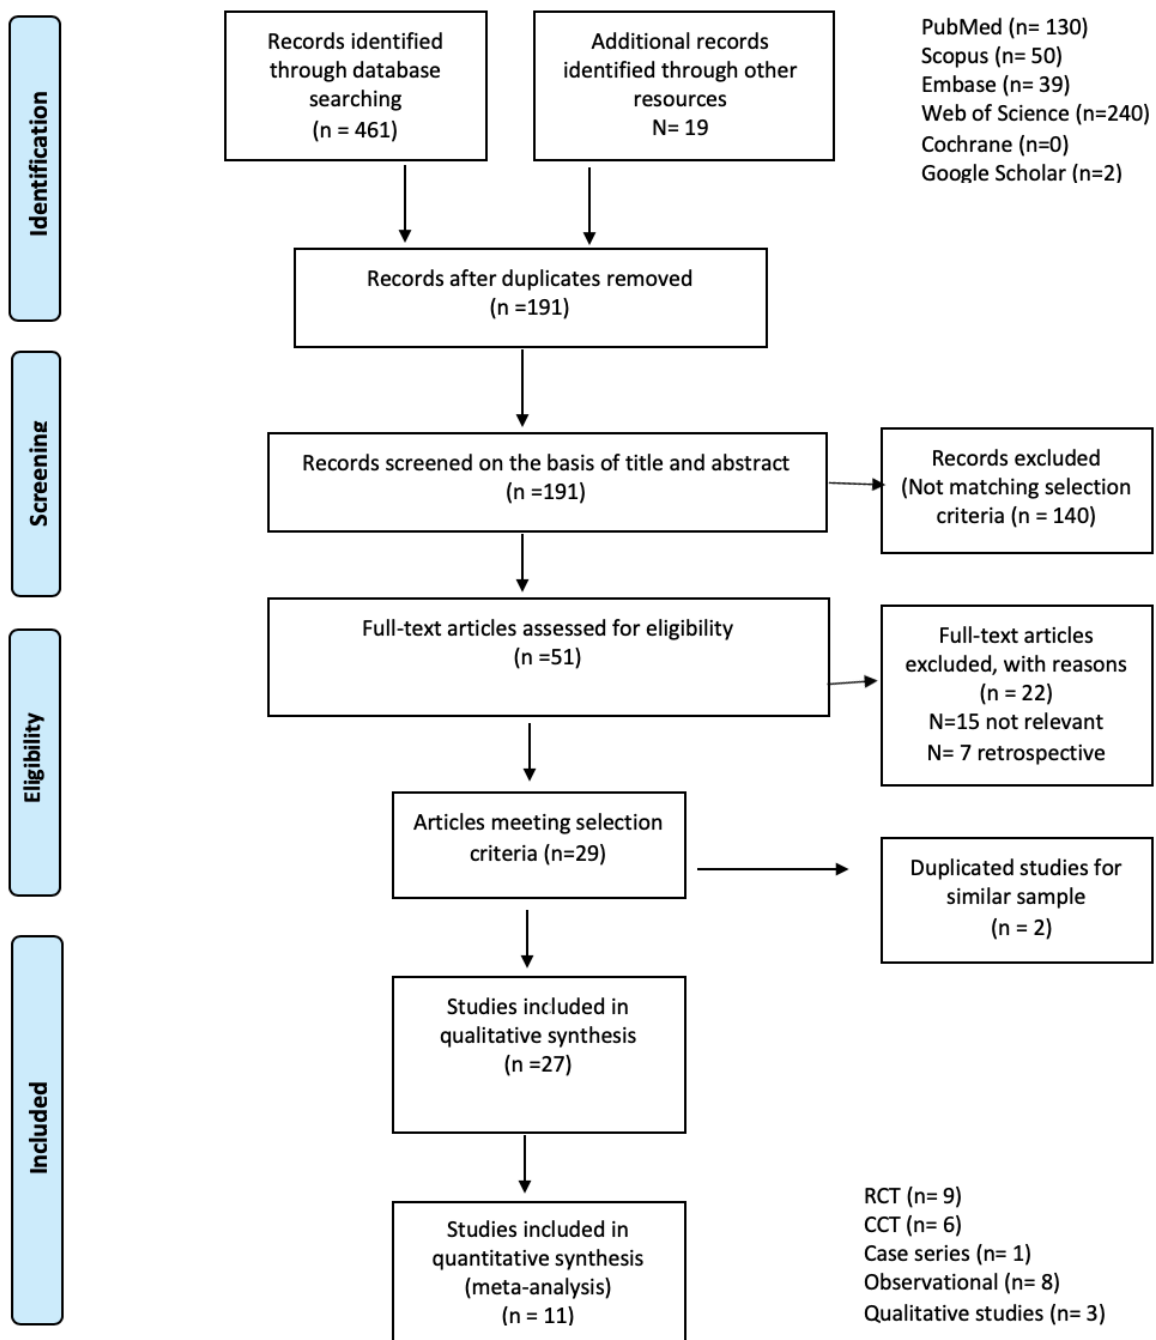 Identification
Records identified
through database
searching
(n = 461)
Additional records
identified through other
resources
N= 19
PubMed (n= 130)
Scopus (n= 50)
Embase (n= 39)
Web of Science (n=240)
Cochrane (n=0)
Google Scholar (n=2)
Records after duplicates removed
(n =191)
Screening
Records screened on the basis of title and abstract
(n =191)
Records excluded
(Not matching selection
criteria (n = 140)
Eligibility
Full-text articles assessed for eligibility
(n =51)
Full-text articles
excluded, with reasons
(n = 22)
N=15 not relevant
N= 7 retrospective
Articles meeting selection
criteria (n=29)
Duplicated studies for
similar sample
(n = 2)
Included
Studies included in
qualitative synthesis
(n =27)
Studies included in
quantitative synthesis
(meta-analysis)
(n = 11)
RCT (n= 9)
CCT (n= 6)
Case series (n= 1)
Observational (n= 8)
Qualitative studies (n= 3)